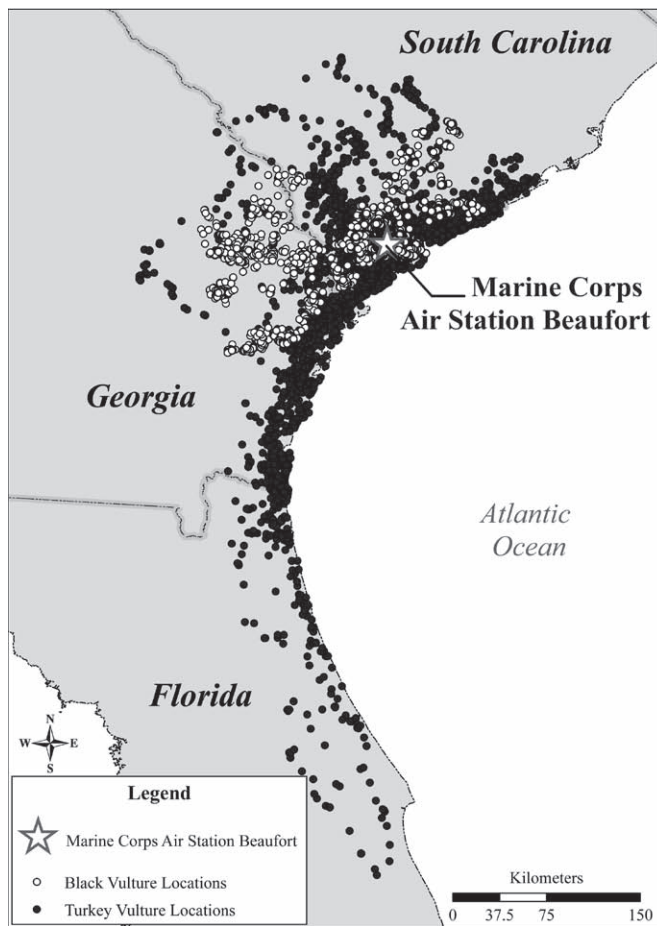 South Carolina
Marine Corps
Air Station Beaufort
Georgia
Atlantic
Ocean
Florida
N
W E
S
Legend
Marine Corps Air Station Beaufort
Black Vulture Locations
Turkey Vulture Locations
Kilometers
0 37.5 75 150